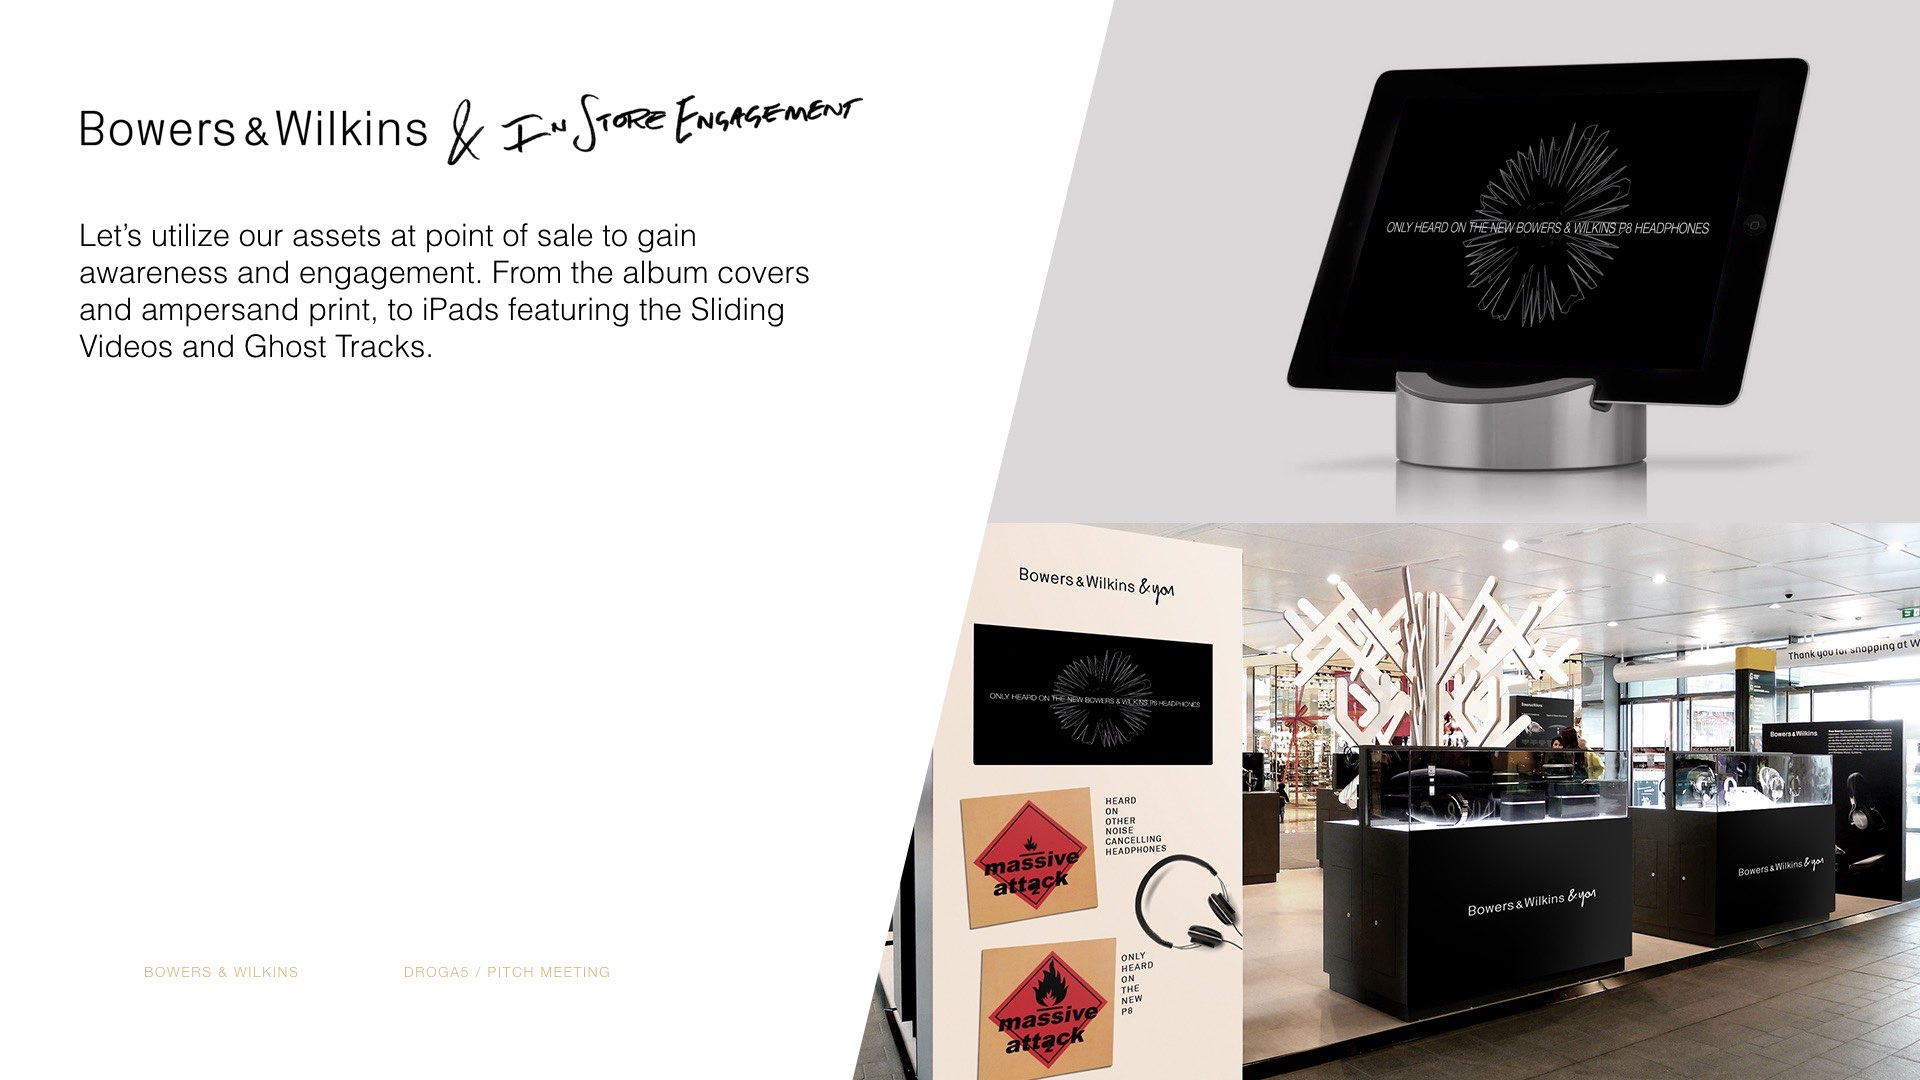 Bowers & Wilkins & In Store Engagement
Let's utilize our assets at point of sale to gain
awareness and engagement. From the album covers
and ampersand print, to iPads featuring the Sliding
Videos and Ghost Tracks.
BOWERS & WILKINS
DROGA5 / PITCH MEETING
ONLY HEARD ON THE NEW BOWERS & WILKINS P8 HEADPHONES
Bowers & Wilkins & you
ONLY HEARD ON THE NEW BOWERS & WILKINS P8 HEADPHONES
massive
attack
HEARD
ON
OTHER
NOISE
CANCELLING
HEADPHONES
massive
attack
ONLY
HEARD
ON
THE
NEW
P8
Thank you for shopping at W
Bowers & Wilkins
Bowers & Wilkins
Bowers & Wilkins & you
Bowers & Wilkins & you